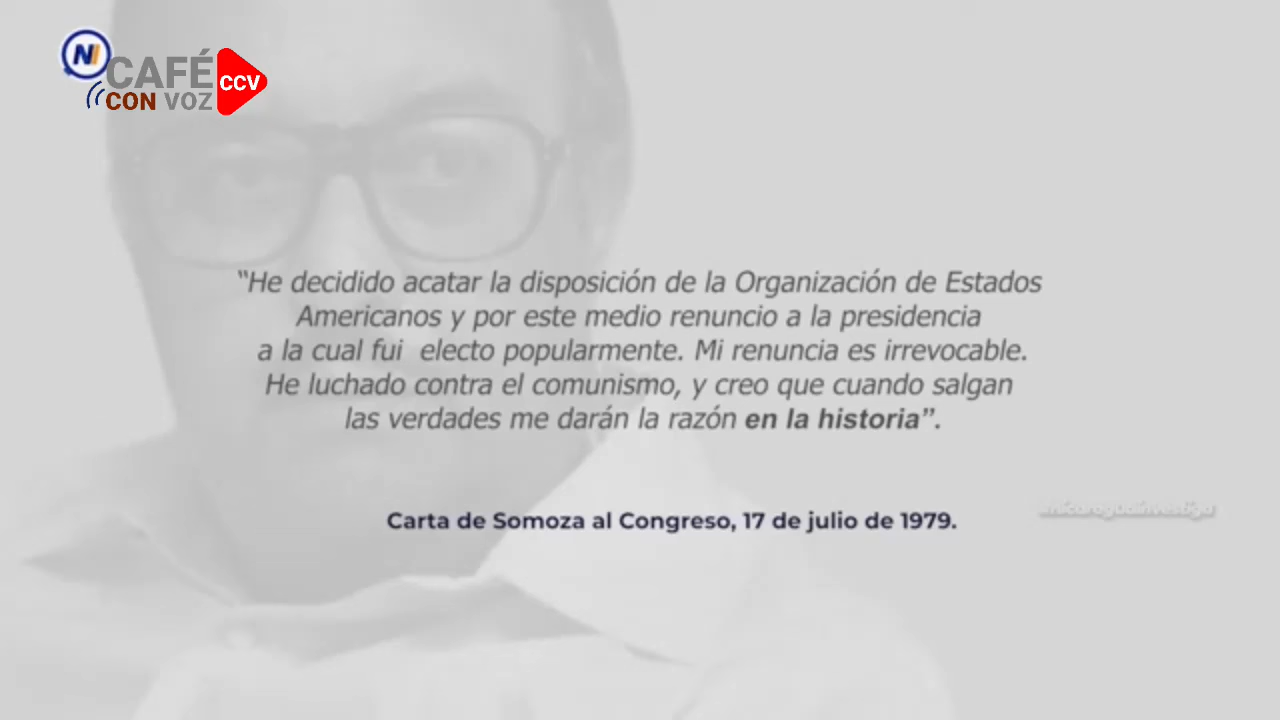 N
CAFÉ
CON VOZ
CCV
“He decidido acatar la disposición de la Organización de Estados
Americanos y por este medio renuncio a la presidencia
a la cual fui electo popularmente. Mi renuncia es irrevocable.
He luchado contra el comunismo, y creo que cuando salgan
las verdades me darán la razón en la historia”.
Carta de Somoza al Congreso, 17 de julio de 1979.